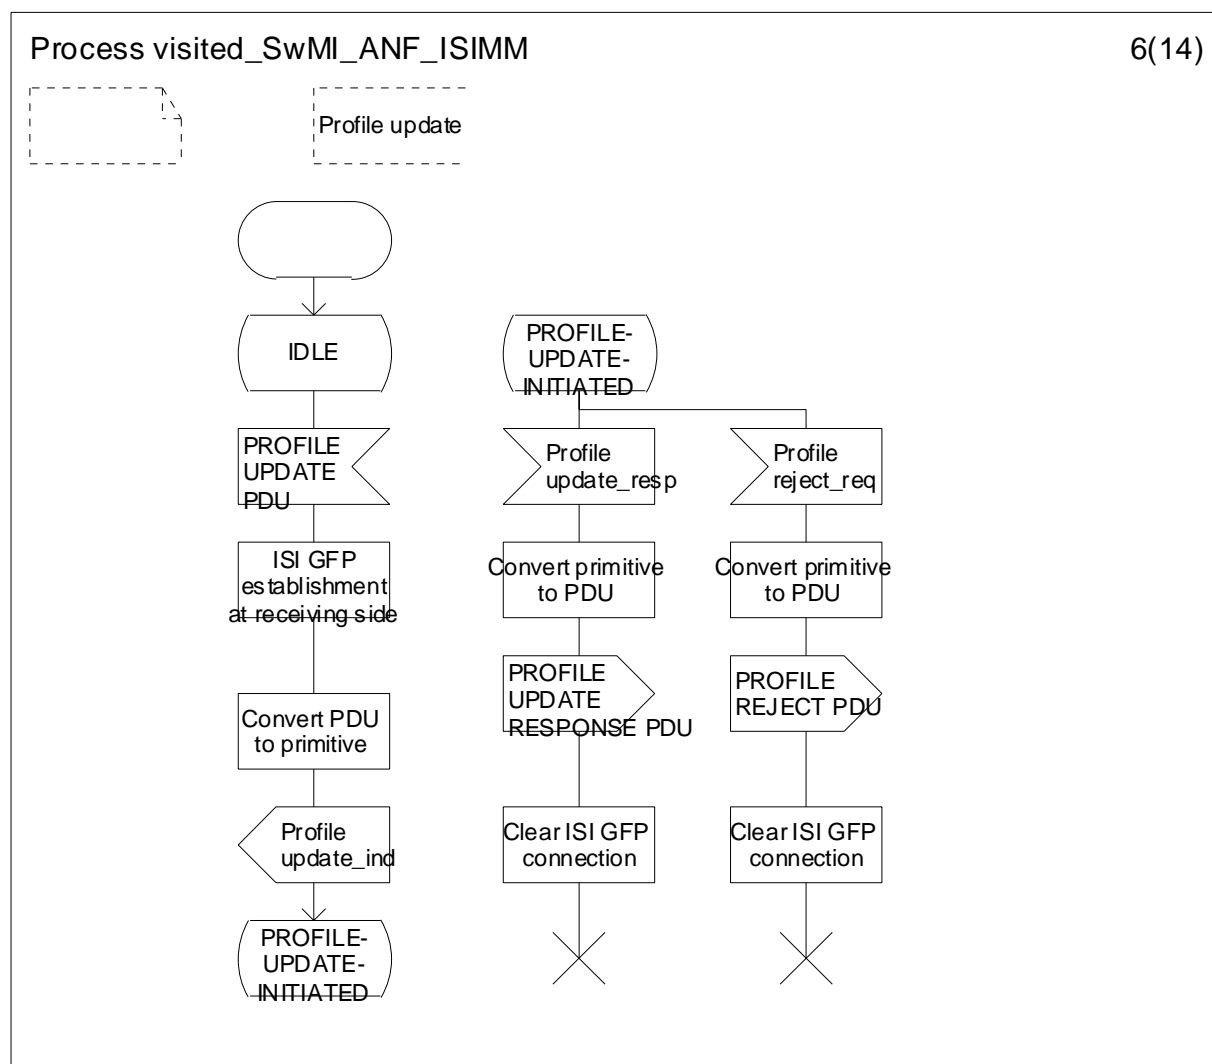 Process visited_SwMI_ANF_ISIMM
6(14)
Profile update
IDLE
PROFILE
UPDATE
PDU
ISI GFP
establishment
at receiving side
Convert PDU
to primitive
Profile
update_ind
PROFILE-
UPDATE-
INITIATED
PROFILE-
UPDATE-
INITIATED
Profile
update_resp
Convert primitive
to PDU
PROFILE
UPDATE
RESPONSE PDU
Clear ISI GFP
connection
Profile
reject_req
Convert primitive
to PDU
PROFILE
REJECT PDU
Clear ISI GFP
connection